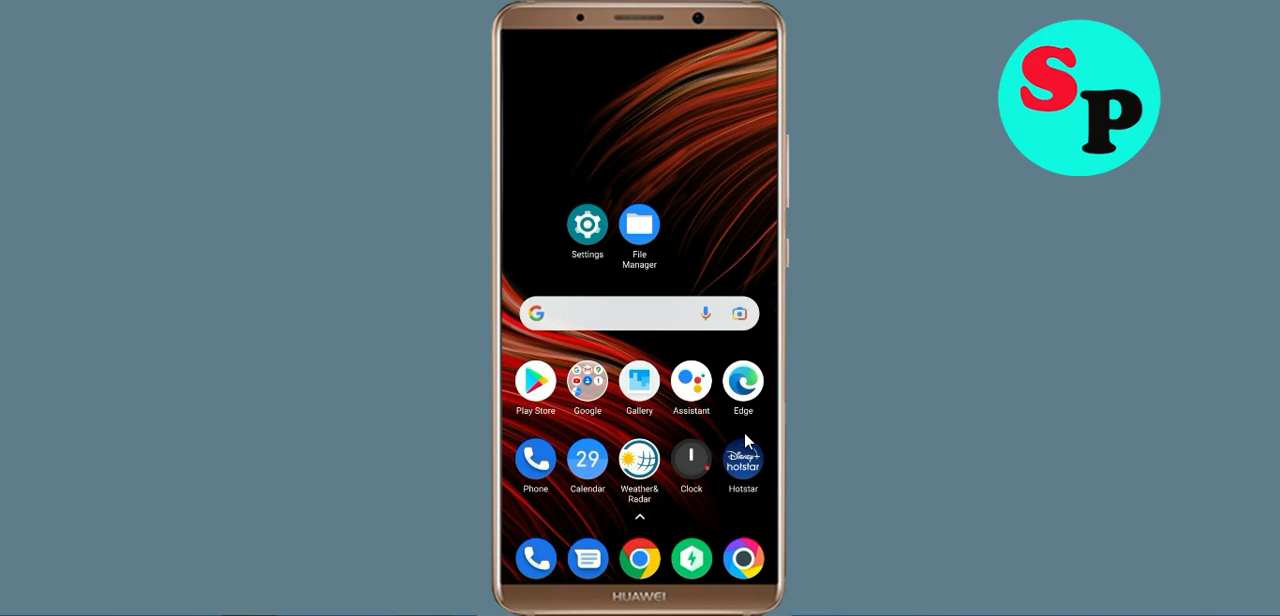 SP
Settings
File
Manager
Play Store
Google
Gallery
Assistant
Edge
29
Disney+
hotstar
Phone
Calendar
Weather&
Radar
Clock
Hotstar
HUAWEI